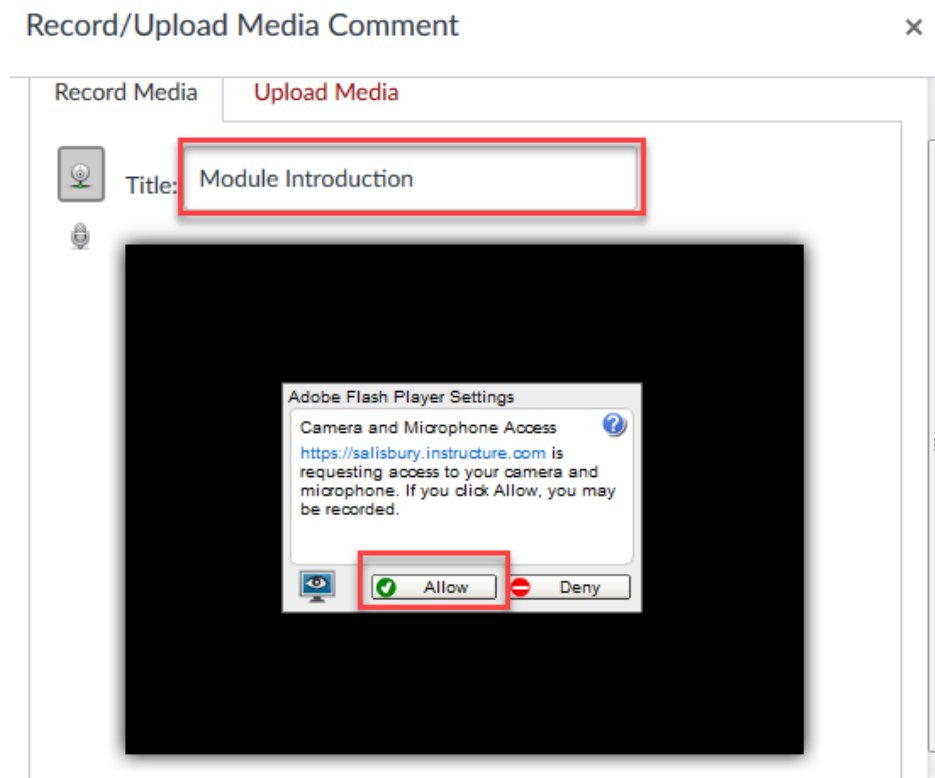 Record/Upload Media Comment
Record Media
Upload Media
Title:
Module Introduction
Adobe Flash Player Settings
Camera and Microphone Access
https://salisbury.instructure.com is
requesting access to your camera and
microphone. If you click Allow, you may
be recorded.
Allow
Deny